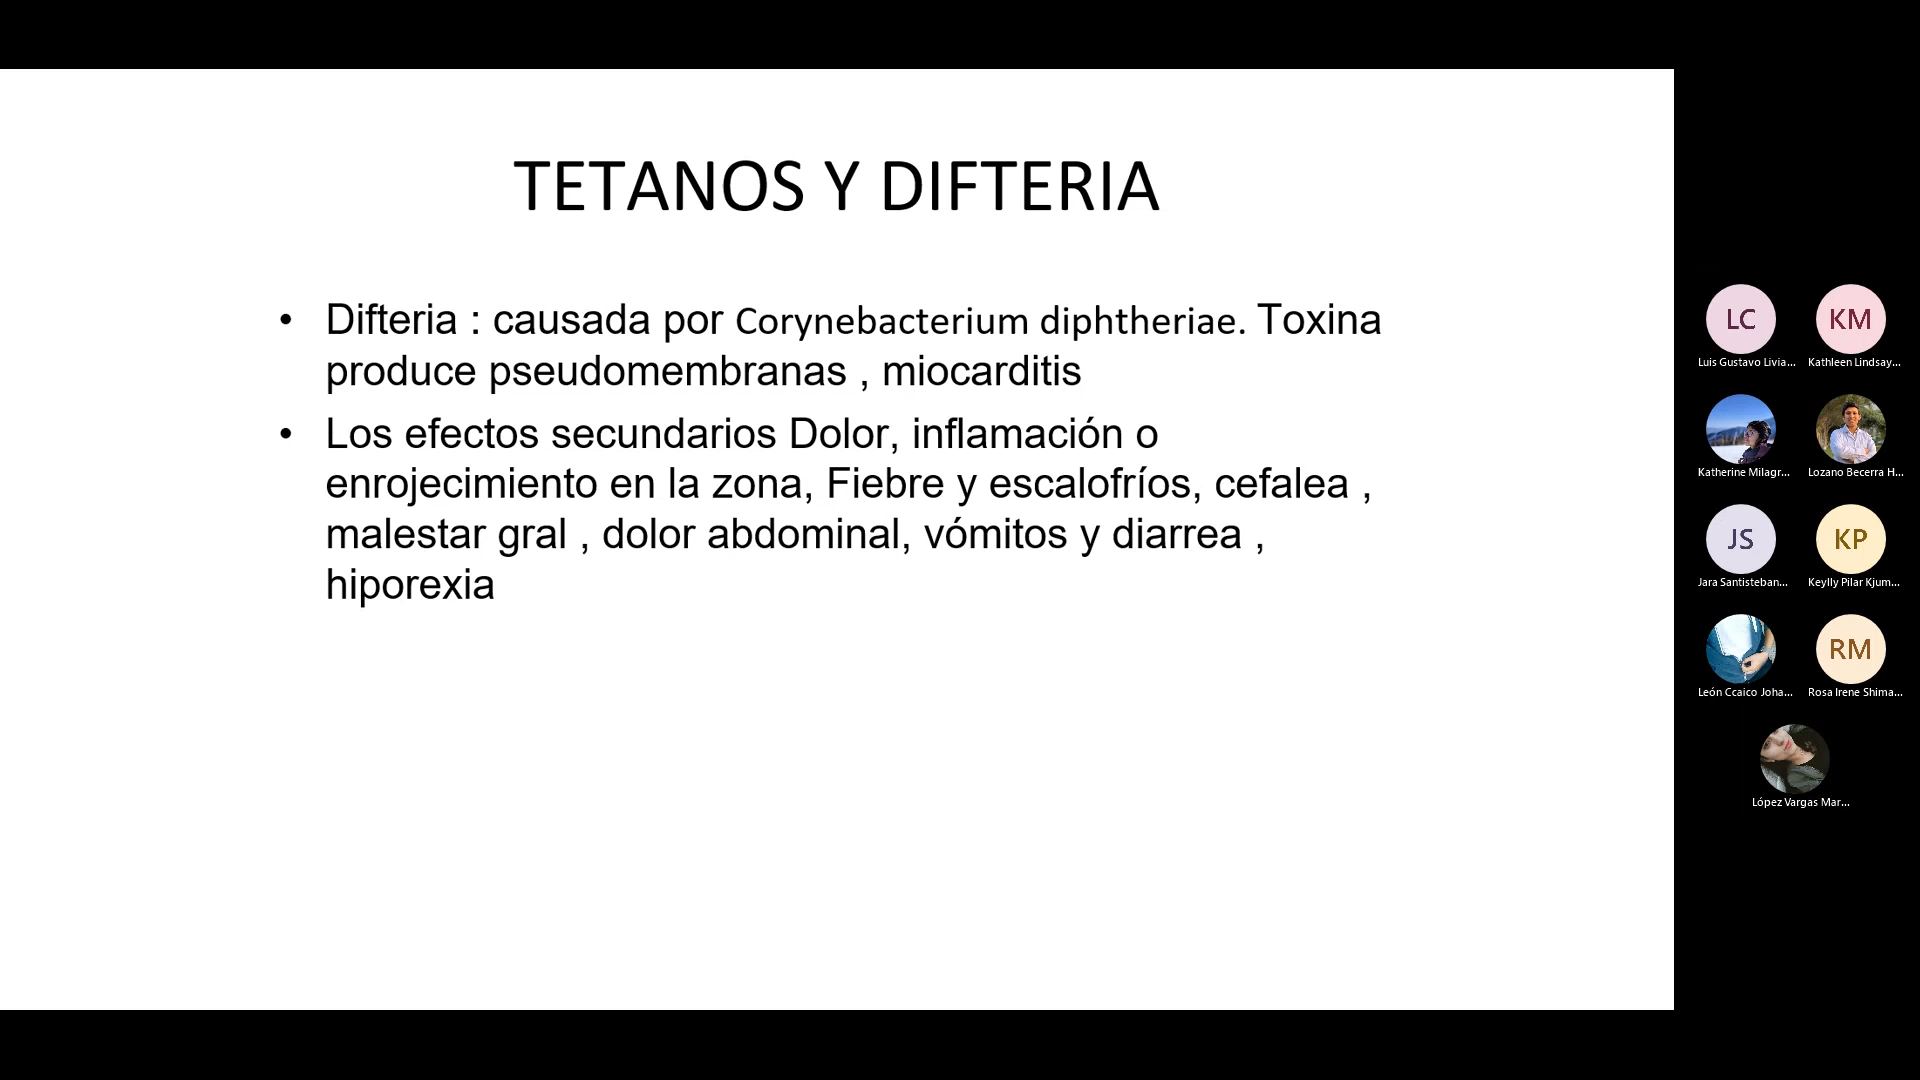 TETANOS Y DIFTERIA
• Difteria : causada por Corynebacterium diphtheriae. Toxina
produce pseudomembranas , miocarditis
• Los efectos secundarios Dolor, inflamación o
enrojecimiento en la zona, Fiebre y escalofríos, cefalea ,
malestar gral , dolor abdominal, vómitos y diarrea ,
hiporexia
LC
KM
Luis Gustavo Livia...
Kathleen Lindsay...
Katherine Milagr...
Lozano Becerra H...
JS
KP
Jara Santisteban...
Keylly Pilar Kjum...
RM
León Ccaico Joha...
Rosa Irene Shima...
López Vargas Mar...